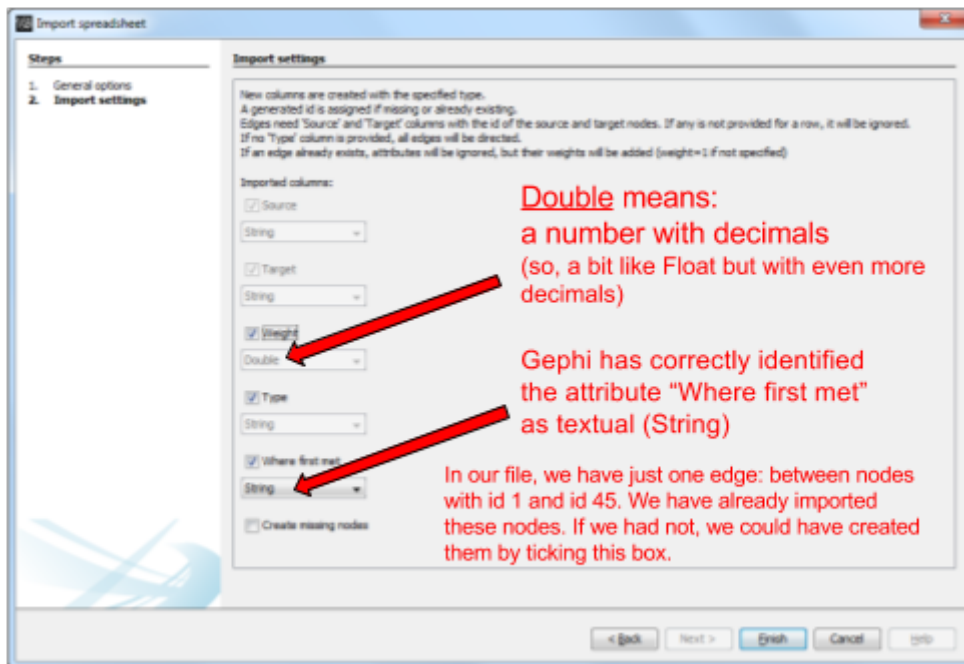 Import spreadsheet
Steps
1. General options
2. Import settings
Import settings
New columns are created with the specified type.
A generated id is assigned if missing or already existing.
Edges need 'Source' and 'Target' columns with the id of the source and target nodes. If any is not provided for a row, it will be ignored.
If no 'Type' column is provided, all edges will be directed.
If an edge already exists, attributes will be ignored, but their weights will be added (weight=1 if not specified)
Imported columns:
Source
String
Target
String
Weight
Double
Type
String
Where first met
String
Create missing nodes
Double means:
a number with decimals
(so, a bit like Float but with even more
decimals)
Gephi has correctly identified
the attribute “Where first met”
as textual (String)
In our file, we have just one edge: between nodes
with id 1 and id 45. We have already imported
these nodes. If we had not, we could have created
them by ticking this box.
< Back
Next >
Finish
Cancel
Help